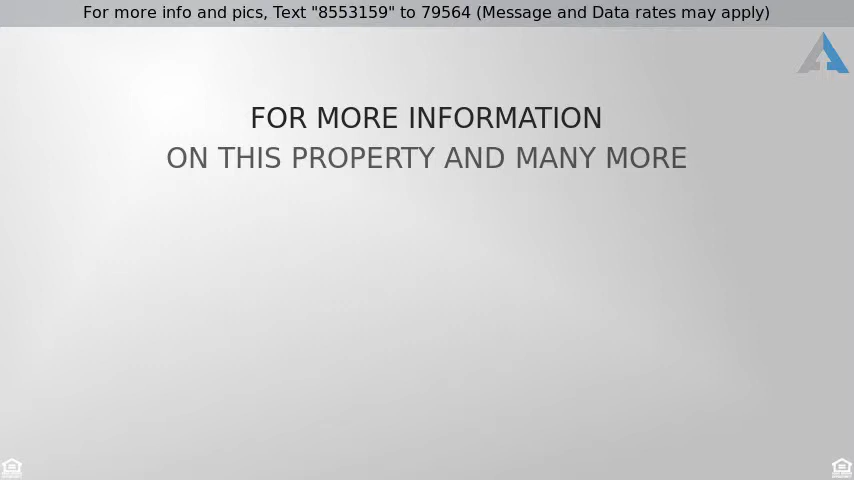 For more info and pics, Text "8553159" to 79564 (Message and Data rates may apply)
FOR MORE INFORMATION
ON THIS PROPERTY AND MANY MORE